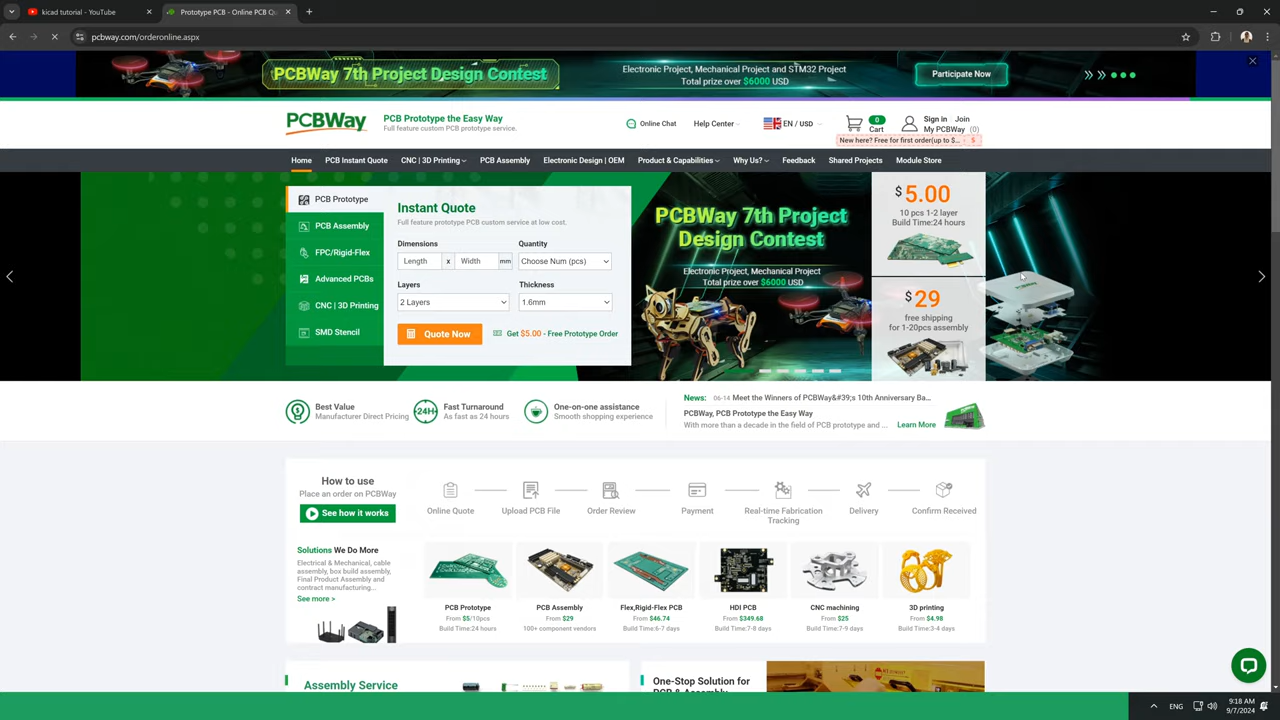 kicad tutorial - YouTube
Prototype PCB - Online PCB Q
pcbway.com/orderonline.aspx
PCBWay 7th Project Design Contest
Electronic Project, Mechanical Project and STM32 Project
Total prize over $6000 USD
Participate Now
PCBWay
PCB Prototype the Easy Way
Full feature custom PCB prototype service.
Online Chat
Help Center
EN / USD
0
Cart
Sign in Join
My PCBWay (0)
New here? Free for first order(up to $...
Home PCB Instant Quote CNC | 3D Printing PCB Assembly Electronic Design | OEM Product & Capabilities Why Us? Feedback Shared Projects Module Store
PCB Prototype
PCB Assembly
FPC/Rigid-Flex
Advanced PCBs
CNC | 3D Printing
SMD Stencil
Instant Quote
Full feature prototype PCB custom service at low cost.
Dimensions Quantity
Length x Width mm Choose Num (pcs)
Layers Thickness
2 Layers 1.6mm
Quote Now Get $5.00 - Free Prototype Order
PCBWay 7th Project
Design Contest
Electronic Project, Mechanical Project
Total prize over $6000 USD
$5.00
10 pcs 1-2 layer
Build Time:24 hours
$29
free shipping
for 1-20pcs assembly
Best Value
Manufacturer Direct Pricing
24H
Fast Turnaround
As fast as 24 hours
One-on-one assistance
Smooth shopping experience
News: 06-14 Meet the Winners of PCBWay&#39;s 10th Anniversary Ba...
PCBWay, PCB Prototype the Easy Way
With more than a decade in the field of PCB prototype and ... Learn More
How to use
Place an order on PCBWay
See how it works
Online Quote
Upload PCB File
Order Review
Payment
Real-time Fabrication
Tracking
Delivery
Confirm Received
Solutions We Do More
Electrical & Mechanical, cable
assembly, box build assembly,
Final Product Assembly and
contract manufacturing...
See more >
PCB Prototype
From $5/10pcs
Build Time:24 hours
PCB Assembly
From $29
100+ component vendors
Flex,Rigid-Flex PCB
From $46.74
Build Time:6-7 days
HDI PCB
From $349.68
Build Time:7-8 days
CNC machining
From $25
Build Time:7-9 days
3D printing
From $4.98
Build Time:3-4 days
Assembly Service
One-Stop Solution for
ENG
9:18 AM
9/7/2024